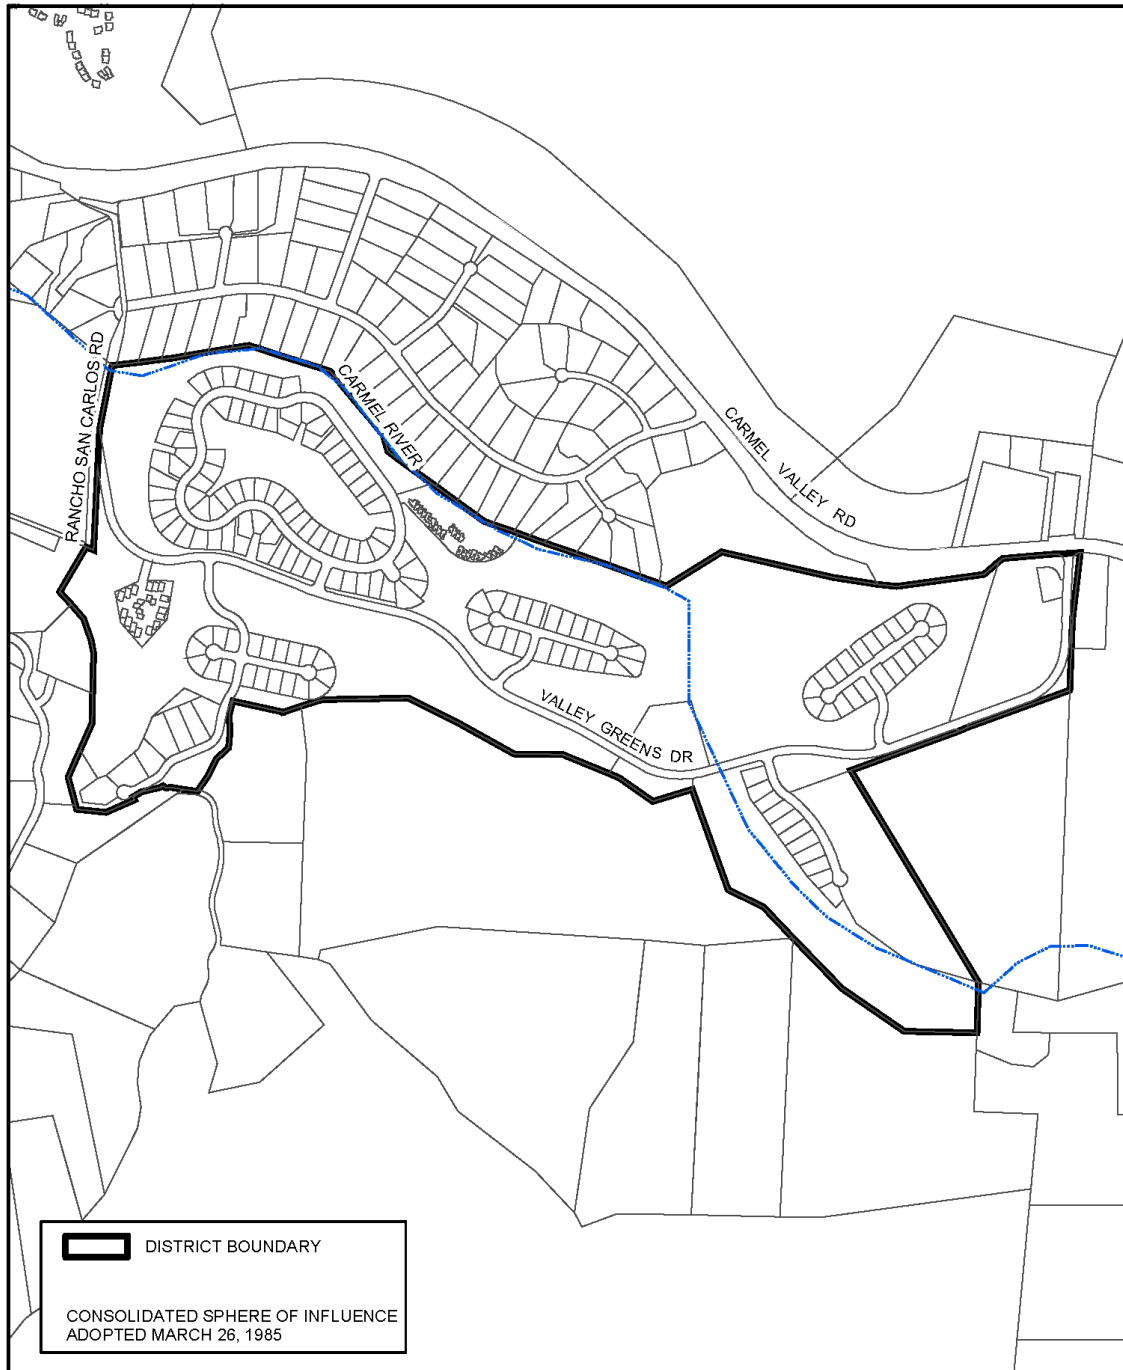 RANCHO SAN CARLOS RD
CARMEL RIVER
CARMEL VALLEY RD
VALLEY GREENS DR
DISTRICT BOUNDARY
CONSOLIDATED SPHERE OF INFLUENCE
ADOPTED MARCH 26, 1985